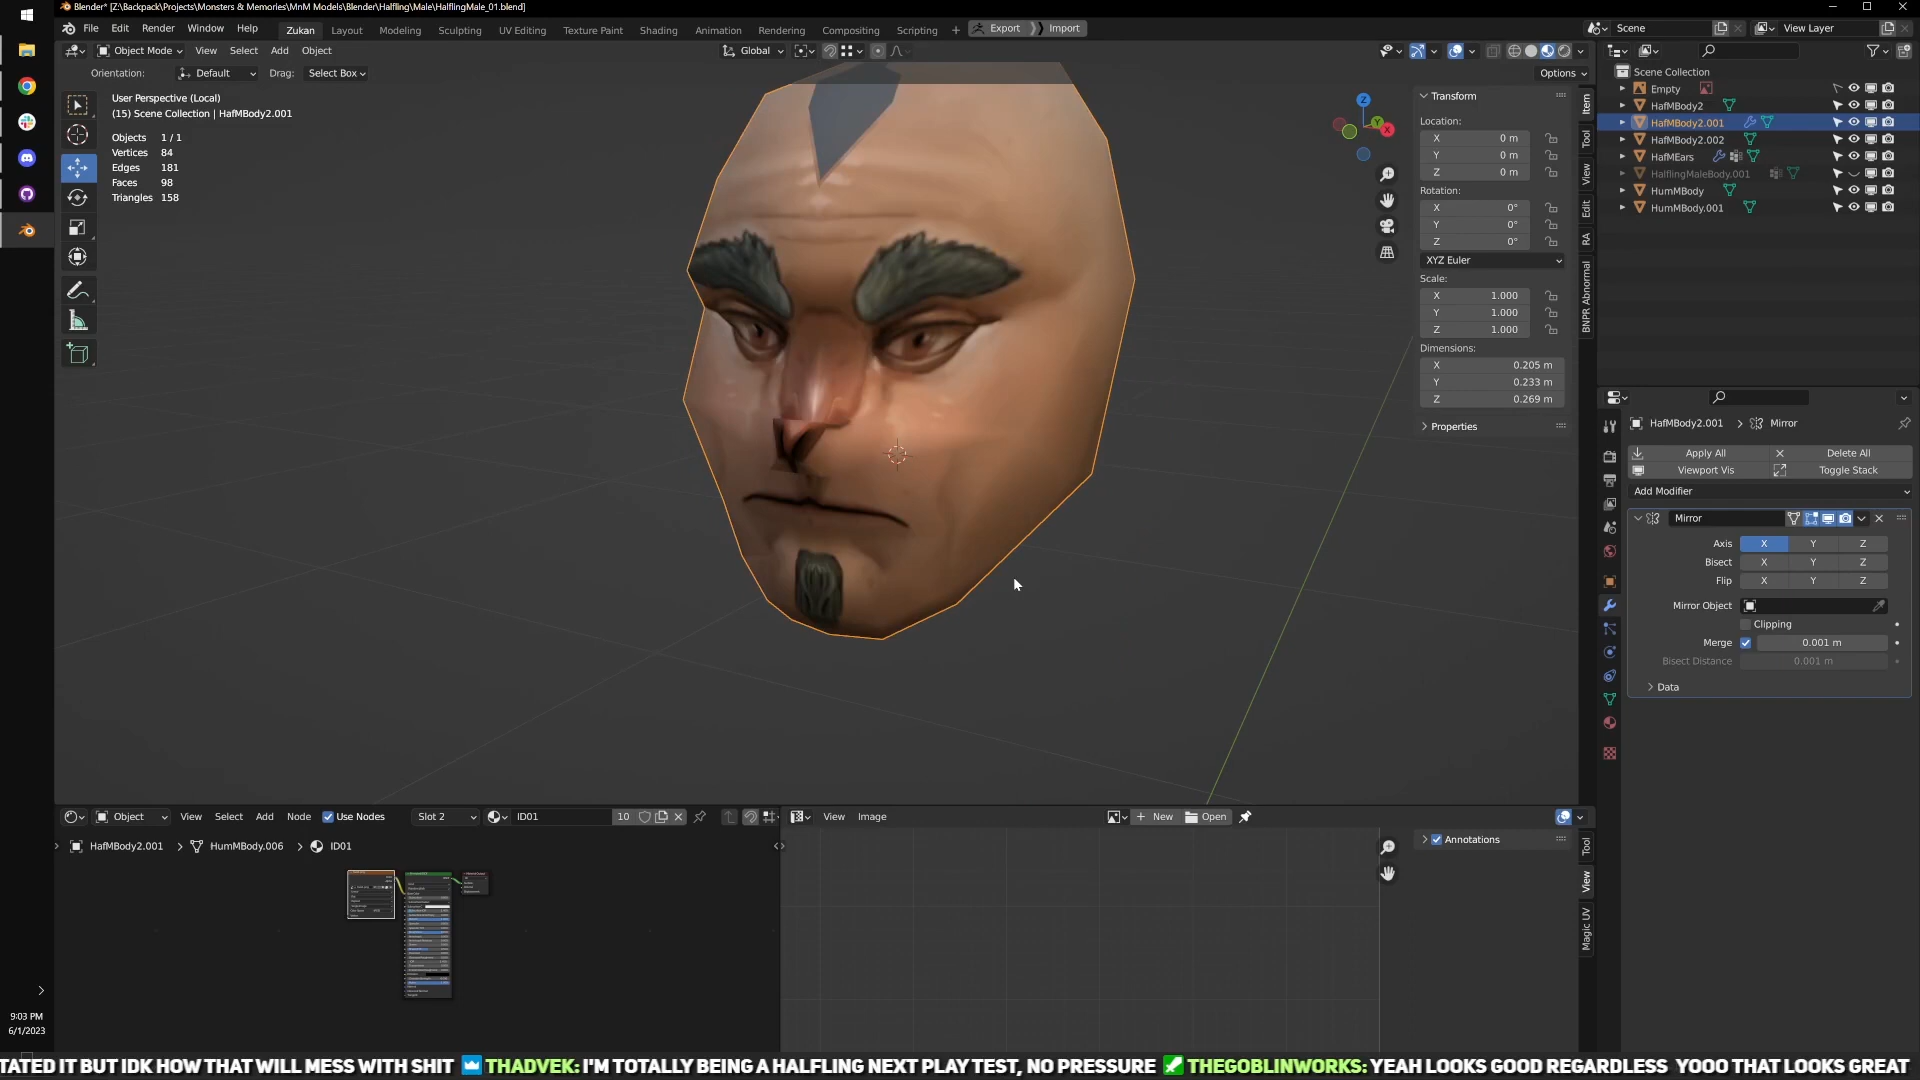 Blender* [Z:\Backpack\Projects\Monsters & Memories\MnM Models\Blender\Halfling\Male\HalflingMale_01.blend]
File Edit Render Window Help Zukan Layout Modeling Sculpting UV Editing Texture Paint Shading Animation Rendering Compositing Scripting + Export Import Scene View Layer
Object Mode View Select Add Object Global
Orientation: Default Drag: Select Box Options
User Perspective (Local)
(15) Scene Collection | HafMBody2.001
Objects 1 / 1
Vertices 84
Edges 181
Faces 98
Triangles 158
Z
Y
X
Transform
Location:
X 0 m
Y 0 m
Z 0 m
Rotation:
X 0°
Y 0°
Z 0°
XYZ Euler
Scale:
X 1.000
Y 1.000
Z 1.000
Dimensions:
X 0.205 m
Y 0.233 m
Z 0.269 m
Properties
Item
Tool
View
Edit
RA
BNPR Abnormal
Scene Collection
Empty
HafMBody2
HafMBody2.001
HafMBody2.002
HafMEars
HalflingMaleBody.001
HumMBody
HumMBody.001
HafMBody2.001 > Mirror
Apply All Delete All
Viewport Vis Toggle Stack
Add Modifier
Mirror
Axis X Y Z
Bisect X Y Z
Flip X Y Z
Mirror Object
Clipping
Merge 0.001 m
Bisect Distance 0.001 m
Data
Object View Select Add Node Use Nodes Slot 2 ID01 10
HafMBody2.001 > HumMBody.006 > ID01
View Image + New Open
Annotations
Tool
View
Magic UV
9:03 PM
6/1/2023
TATED IT BUT IDK HOW THAT WILL MESS WITH SHIT THADVEK: I'M TOTALLY BEING A HALFLING NEXT PLAY TEST, NO PRESSURE THEGOBLINWORKS: YEAH LOOKS GOOD REGARDLESS YOOO THAT LOOKS GREAT